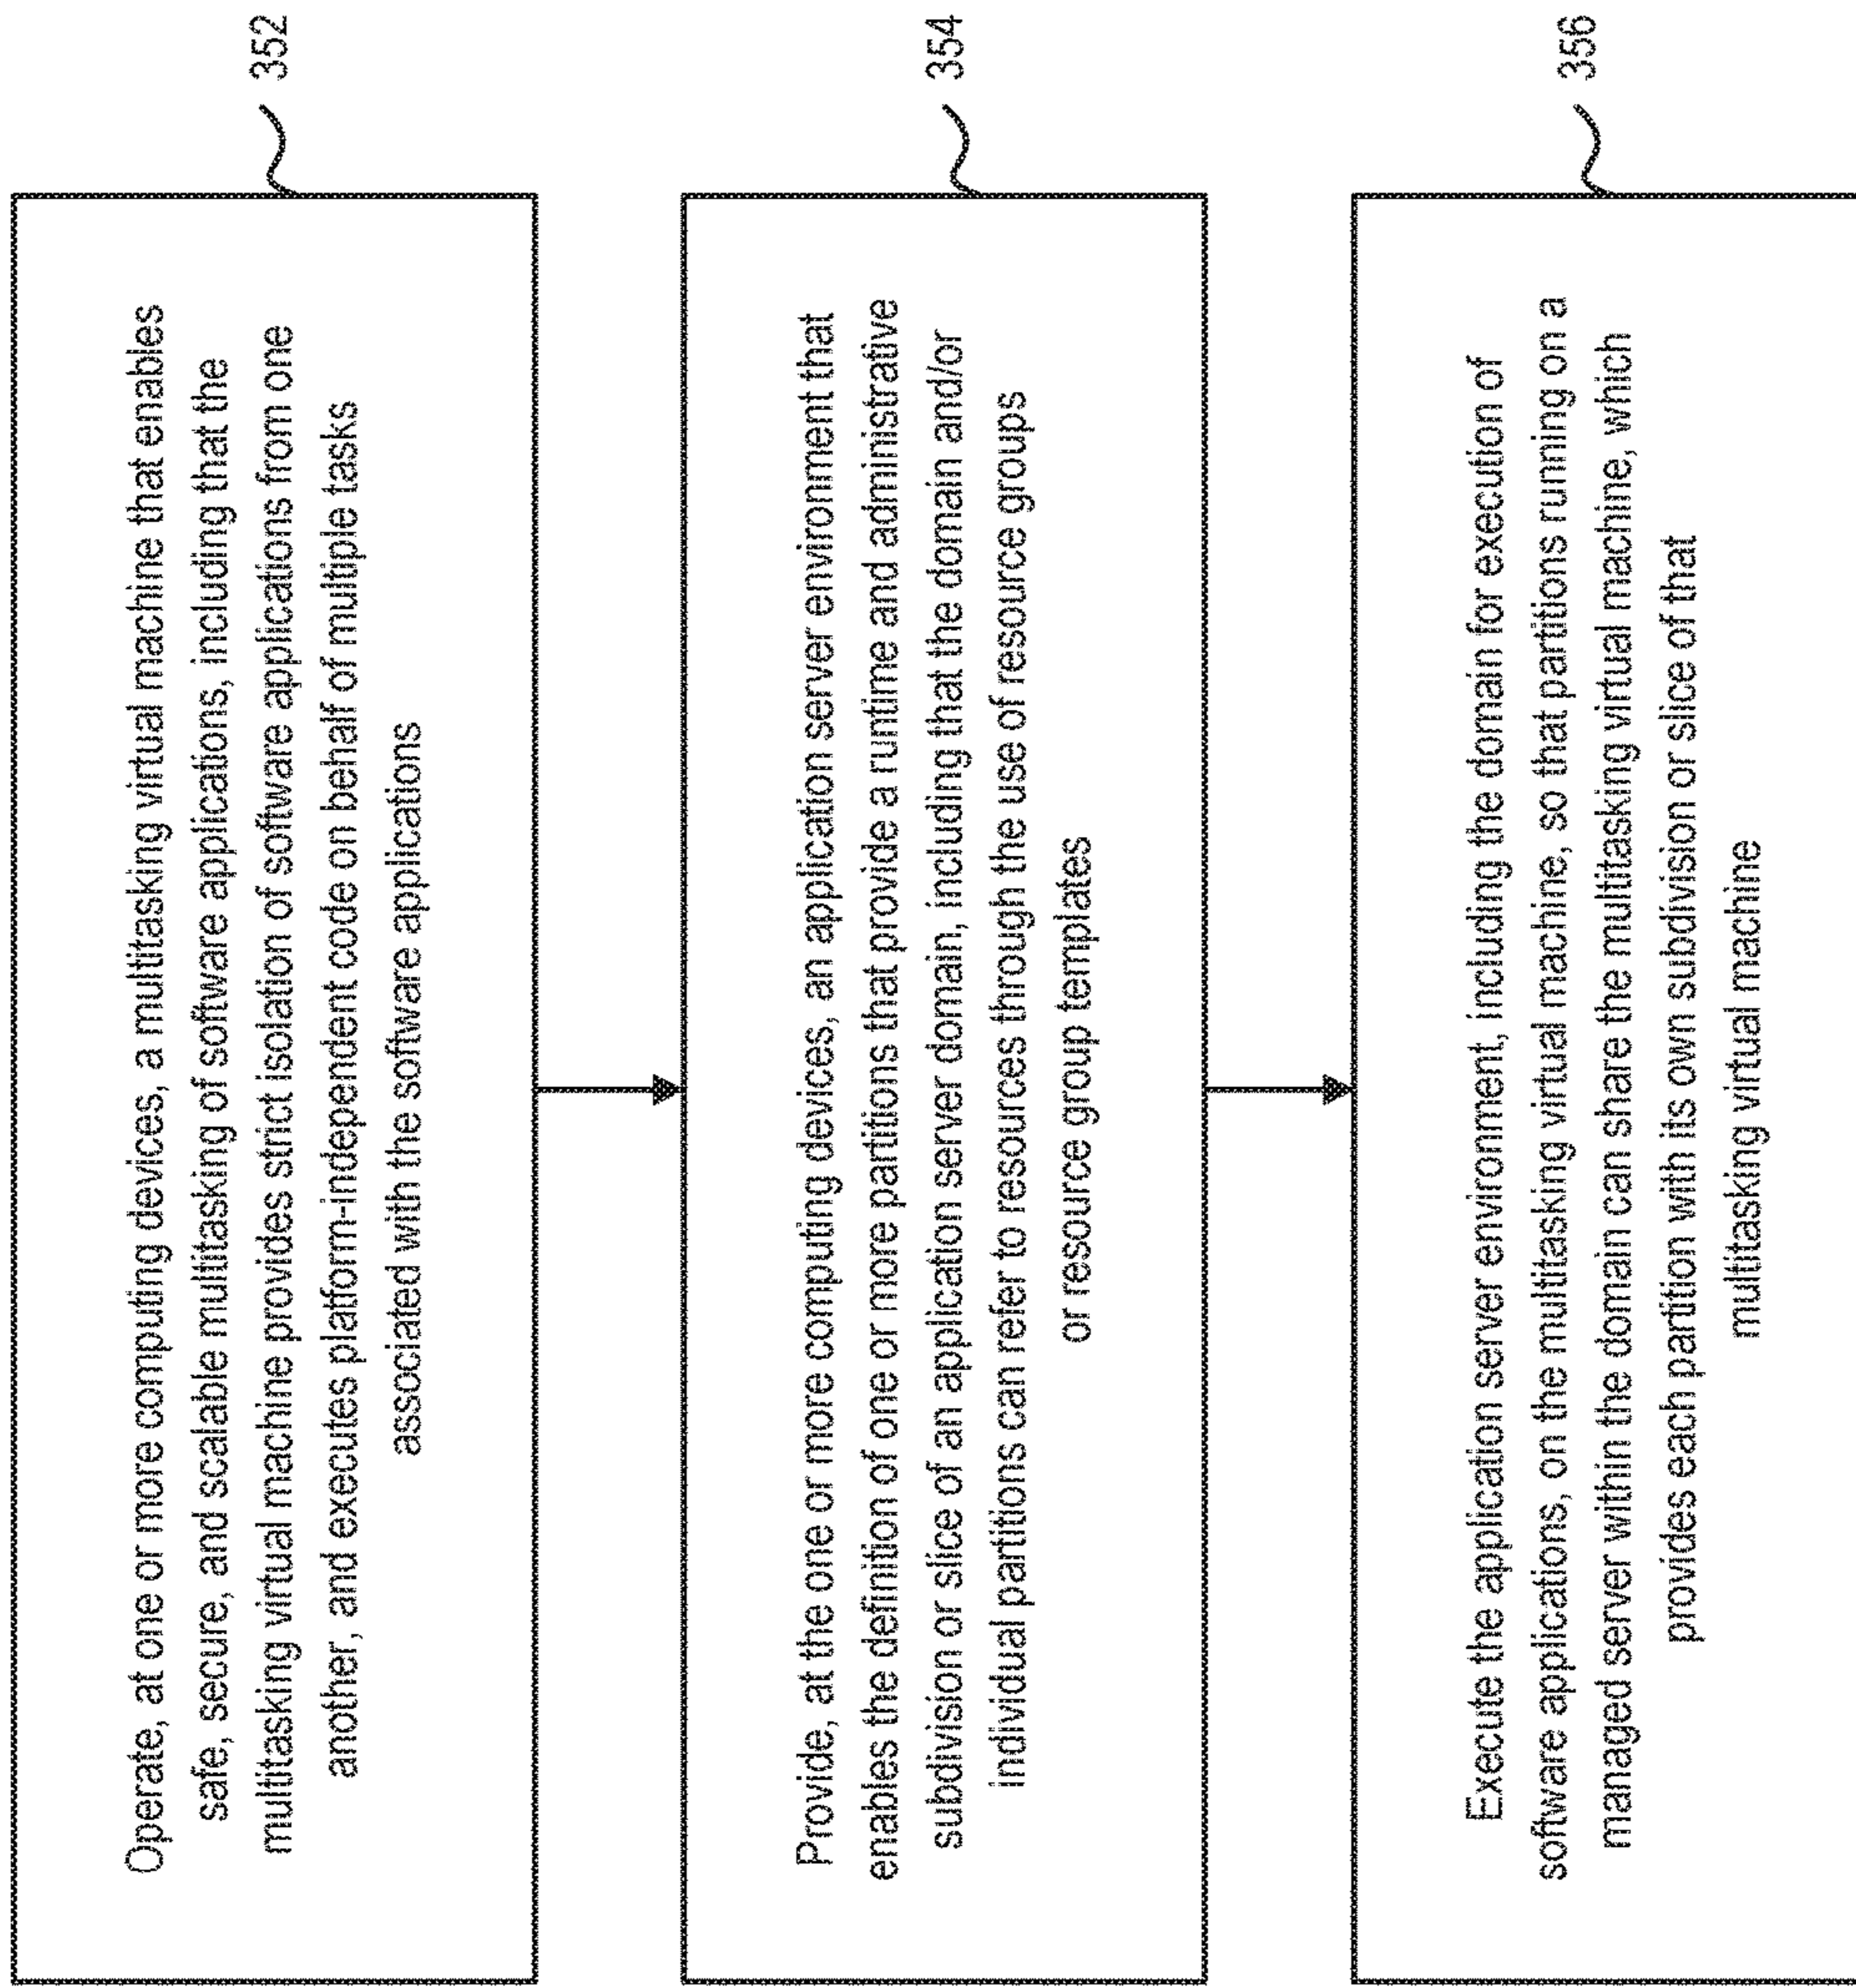 Operate, at one or more computing devices, a multitasking virtual machine that enables
safe, secure, and scalable multitasking of software applications, including that the
multitasking virtual machine provides strict isolation of software applications from one
another, and executes platform-independent code on behalf of multiple tasks
associated with the software applications
352
Provide, at the one or more computing devices, an application server environment that
enables the definition of one or more partitions that provide a runtime and administrative
subdivision or slice of an application server domain, including that the domain and/or
individual partitions can refer to resources through the use of resource groups
or resource group templates
354
Execute the application server environment, including the domain for execution of
software applications, on the multitasking virtual machine, so that partitions running on a
managed server within the domain can share the multitasking virtual machine, which
provides each partition with its own subdivision or slice of that
multitasking virtual machine
356